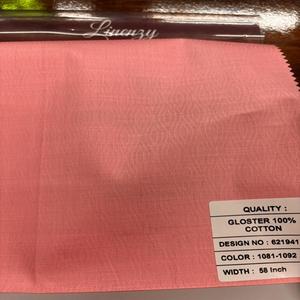 Linenzy
QUALITY :
GLOSTER 100%
COTTON
DESIGN NO : 621941
COLOR : 1081-1092
WIDTH : 58 Inch